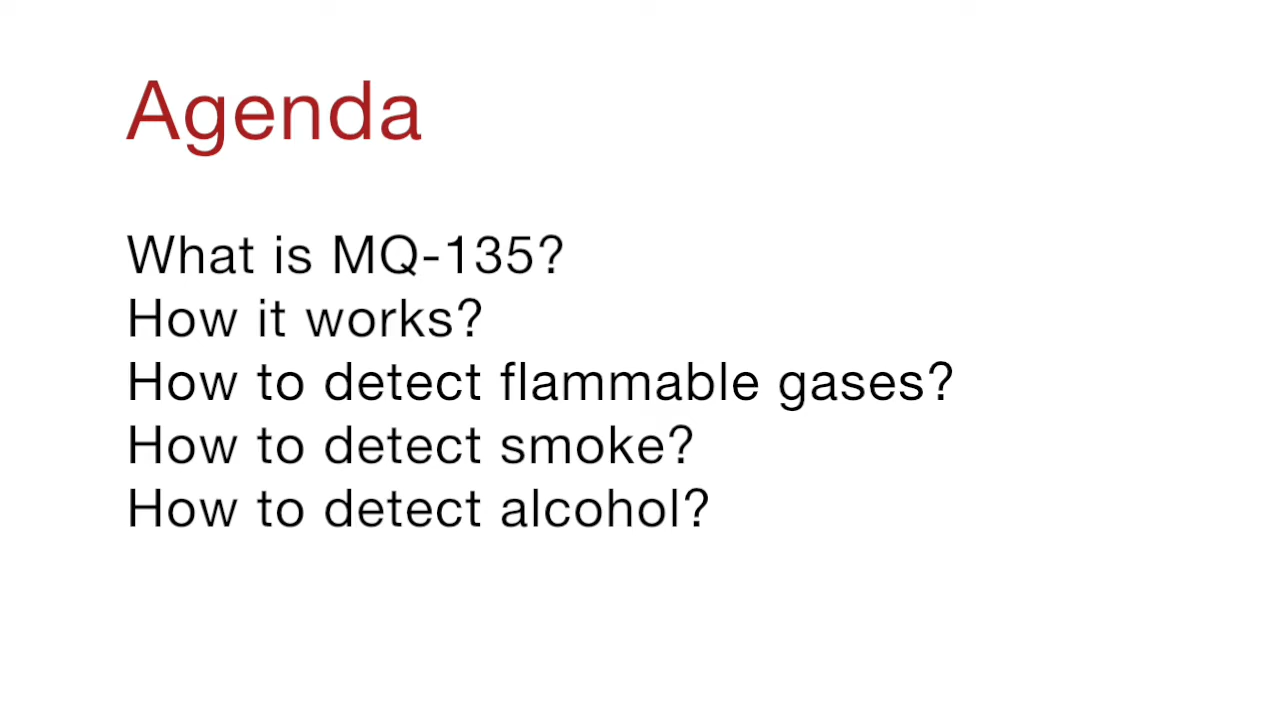 Agenda
What is MQ-135?
How it works?
How to detect flammable gases?
How to detect smoke?
How to detect alcohol?